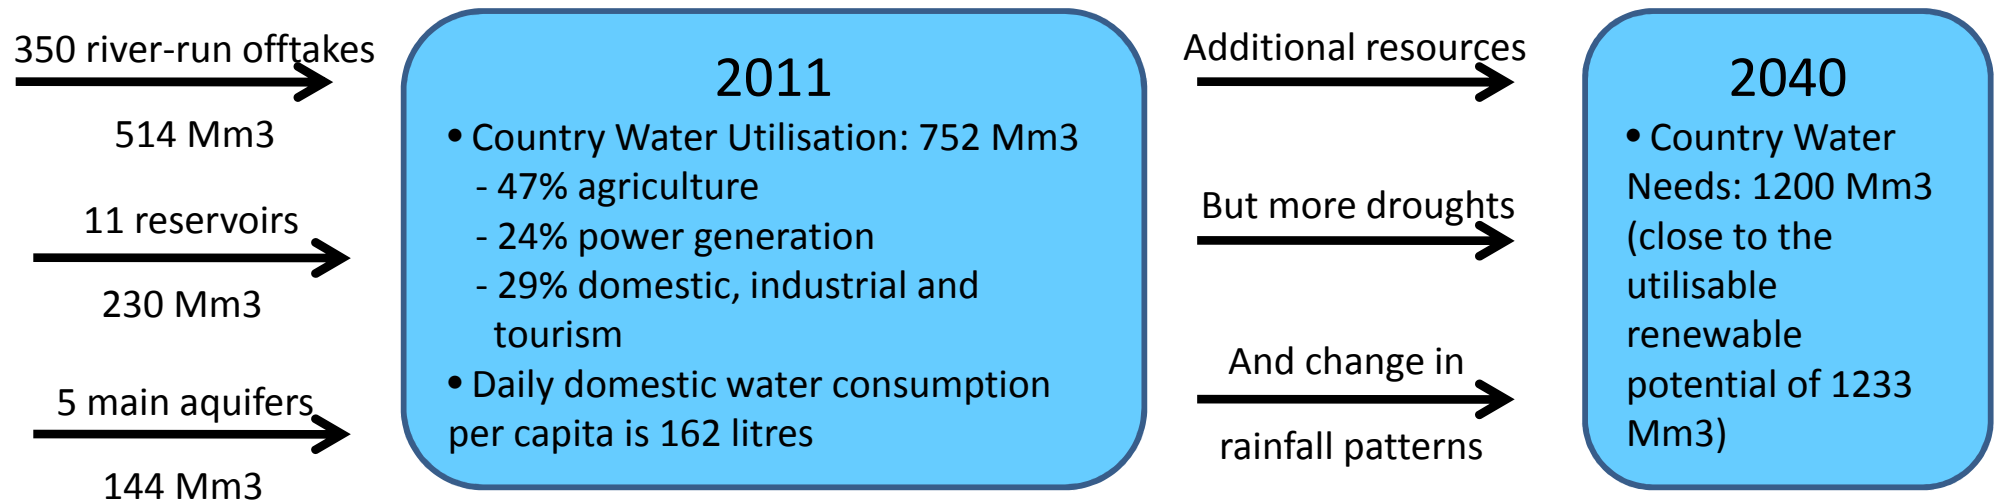 350 river-run offtakes
514 Mm3
11 reservoirs
230 Mm3
5 main aquifers
144 Mm3
2011
• Country Water Utilisation: 752 Mm3
- 47% agriculture
- 24% power generation
- 29% domestic, industrial and
tourism
• Daily domestic water consumption
per capita is 162 litres
Additional resources
But more droughts
And change in
rainfall patterns
2040
• Country Water
Needs: 1200 Mm3
(close to the
utilisable
renewable
potential of 1233
Mm3)